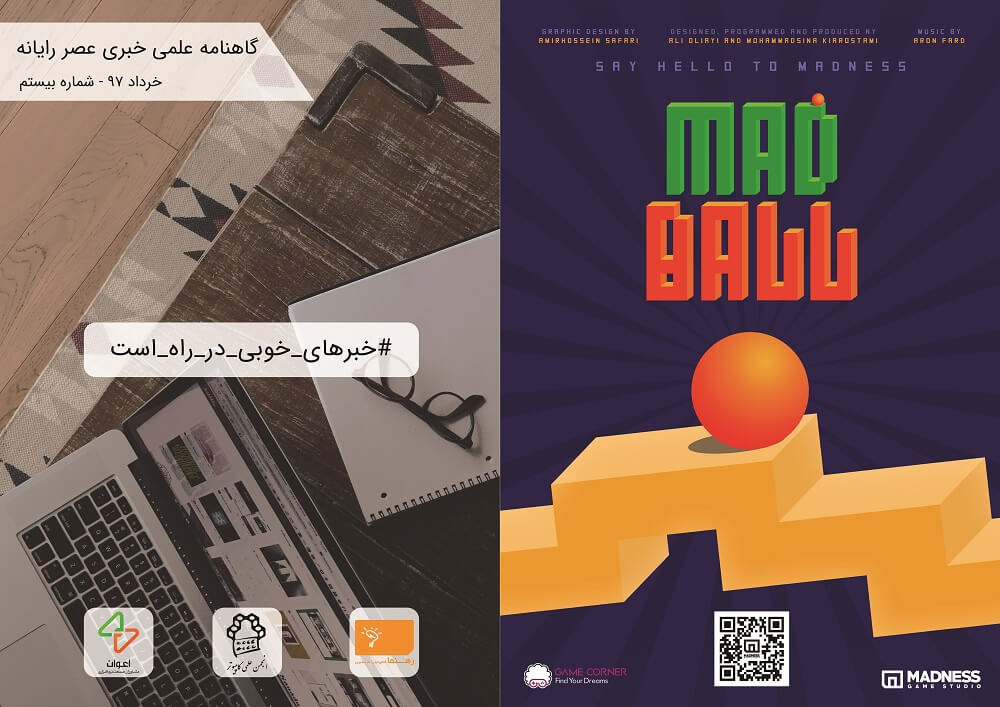 گاهنامه علمی خبری عصر رایانه
خرداد ۹۷ - شماره بیستم
#خبرهای_خوبی_در_راه_است
اعوان
انجمن علمی کامپیوتر
رهنما
GRAPHIC DESIGN BY
AMIRHOSSEIN SAFARI
DESIGNED, PROGRAMMED AND PRODUCED BY
ALI OLIAYI AND MOHAMMADSINA KIAROSTAMI
MUSIC BY
ARON FARD
SAY HELLO TO MADNESS
MAD
BALL
MADNESS
GAME CORNER
Find Your Dreams
MADNESS
GAME STUDIO